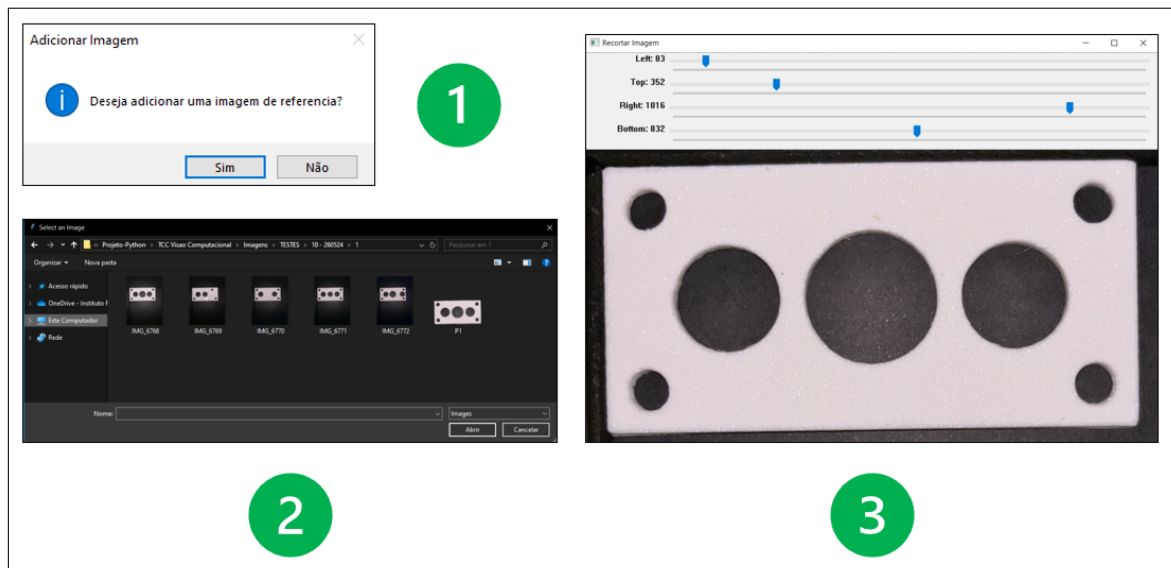 Adicionar Imagem
Deseja adicionar uma imagem de referencia?
Sim
Não
1
Select an Image
Projeto-Python › TCC Visao Computacional › Imagens › TESTES › 10 - 260524 › 1
Pesquisar em 1
Organizar
Nova pasta
Acesso rápido
OneDrive - Instituto F
Este Computador
Rede
IMG_6768
IMG_6769
IMG_6770
IMG_6771
IMG_6772
P1
Nome:
Images
Abrir
Cancelar
2
Recortar Imagem
Left: 83
Top: 352
Right: 1016
Bottom: 832
3